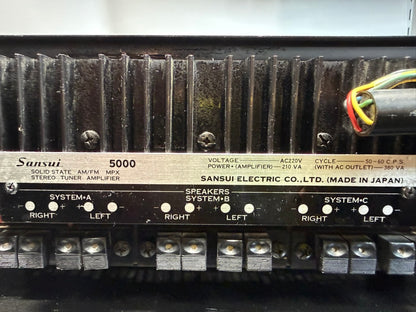 Sansui 5000
SOLID STATE AM/FM MPX
STEREO TUNER AMPLIFIER
VOLTAGE AC220V
POWER (AMPLIFIER) 210 VA
CYCLE 50-60 C.P.S.
(WITH AC OUTLET) 380 VA
SANSUI ELECTRIC CO., LTD. (MADE IN JAPAN)
SPEAKERS
SYSTEM-A SYSTEM-B SYSTEM-C
RIGHT + + LEFT RIGHT + + LEFT RIGHT + + LEFT